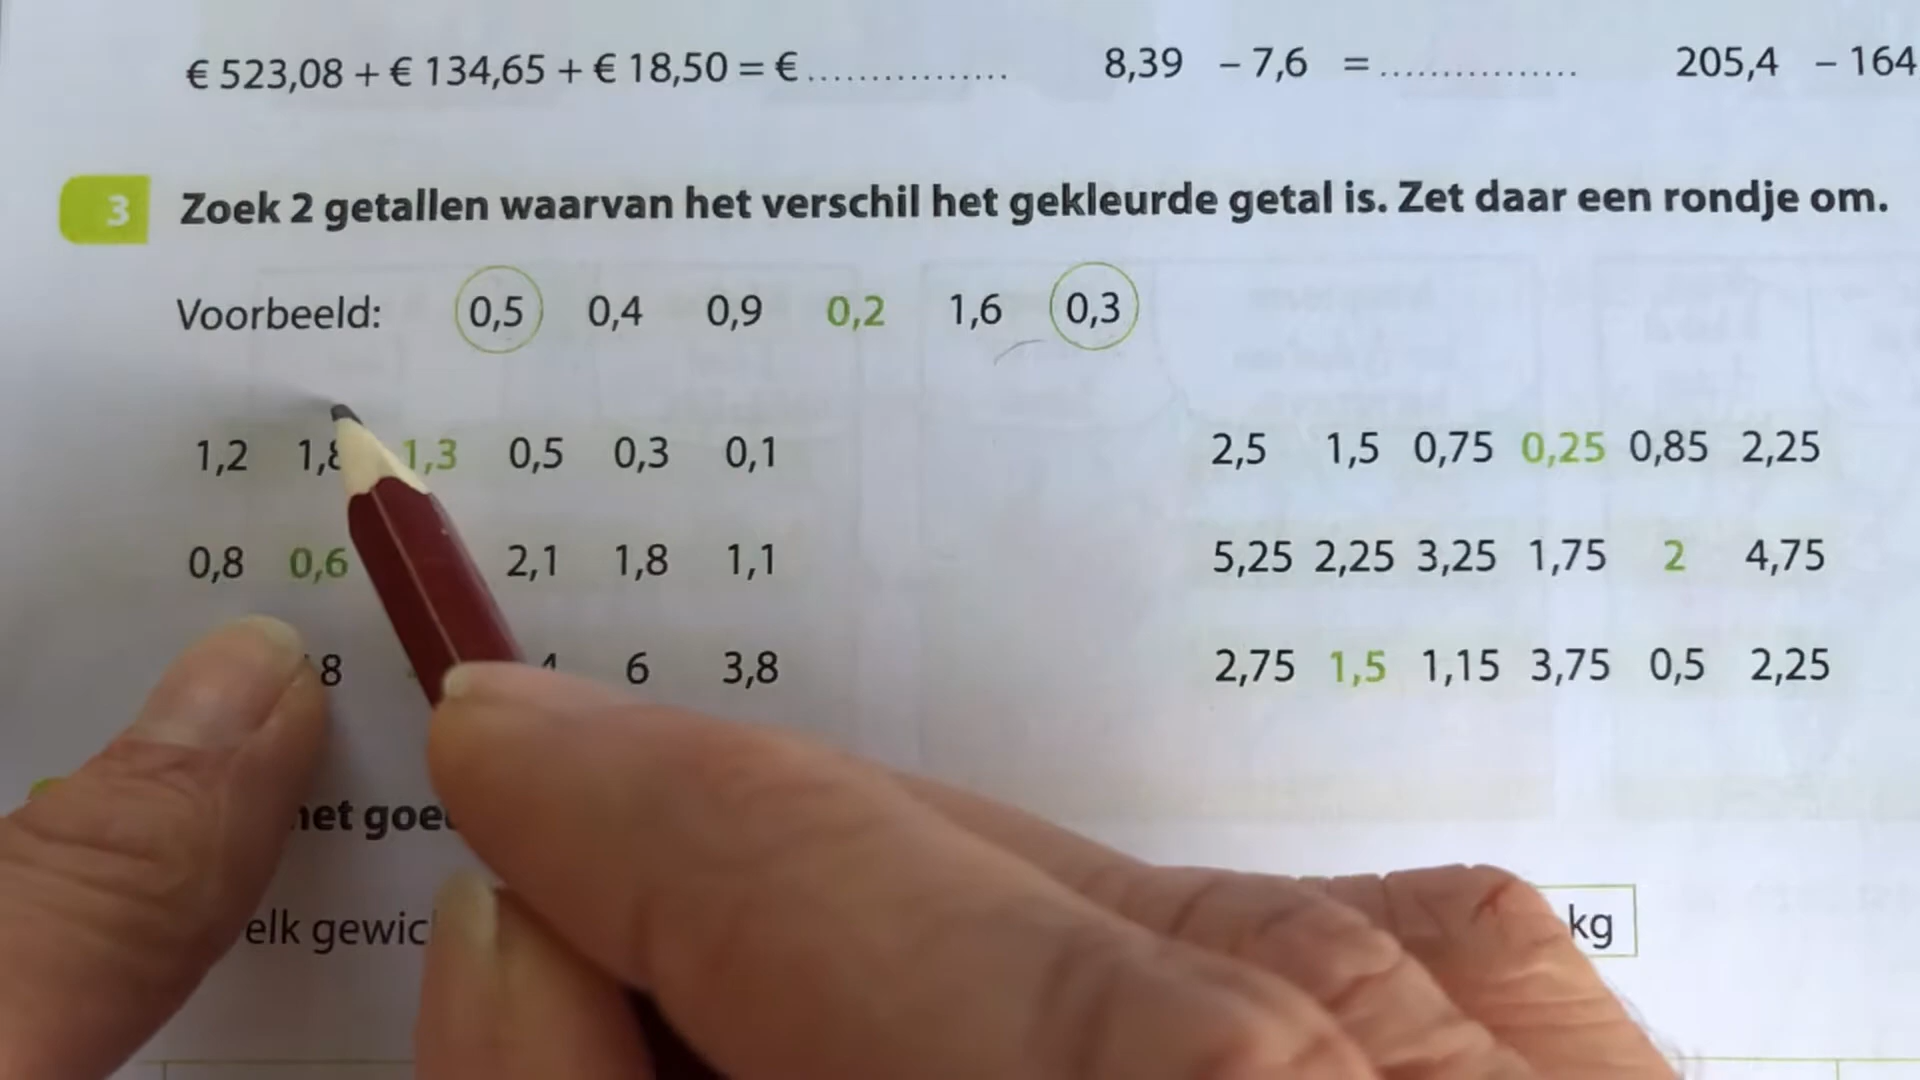 € 523,08 + € 134,65 + € 18,50 = € ................ 8,39 – 7,6 = ................ 205,4 – 164
3 Zoek 2 getallen waarvan het verschil het gekleurde getal is. Zet daar een rondje om.
Voorbeeld: 0,5 0,4 0,9 0,2 1,6 0,3
1,2 1,8 1,3 0,5 0,3 0,1 2,5 1,5 0,75 0,25 0,85 2,25
0,8 0,6 2,1 1,8 1,1 5,25 2,25 3,25 1,75 2 4,75
8 6 3,8 2,75 1,5 1,15 3,75 0,5 2,25
elk kg